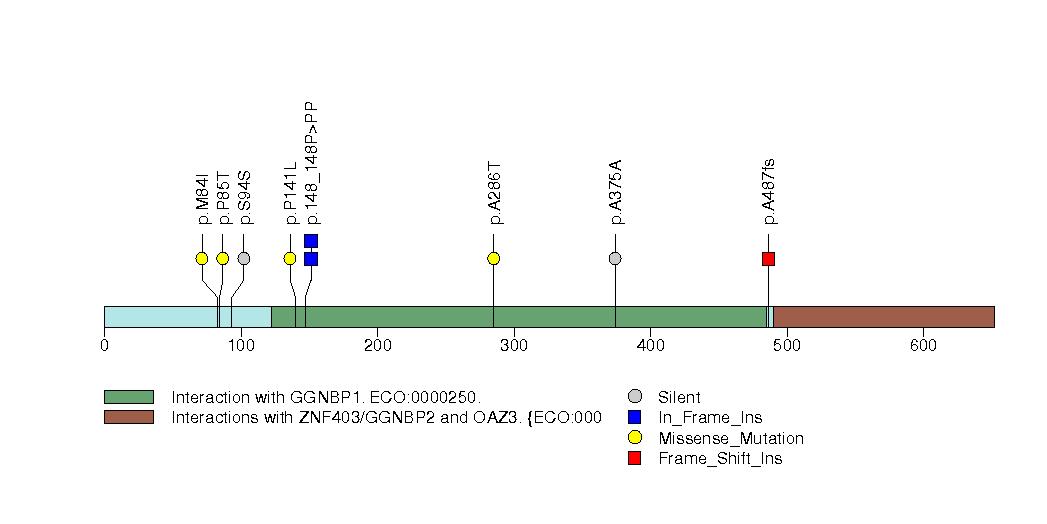 p.M84I
p.P85T
p.S94S
p.P141L
p.148_148P>PP
p.A286T
p.A375A
p.A487fs
0 100 200 300 400 500 600
Interaction with GGNBP1. ECO:0000250.
Interactions with ZNF403/GGNBP2 and OAZ3. {ECO:000
Silent
In_Frame_Ins
Missense_Mutation
Frame_Shift_Ins